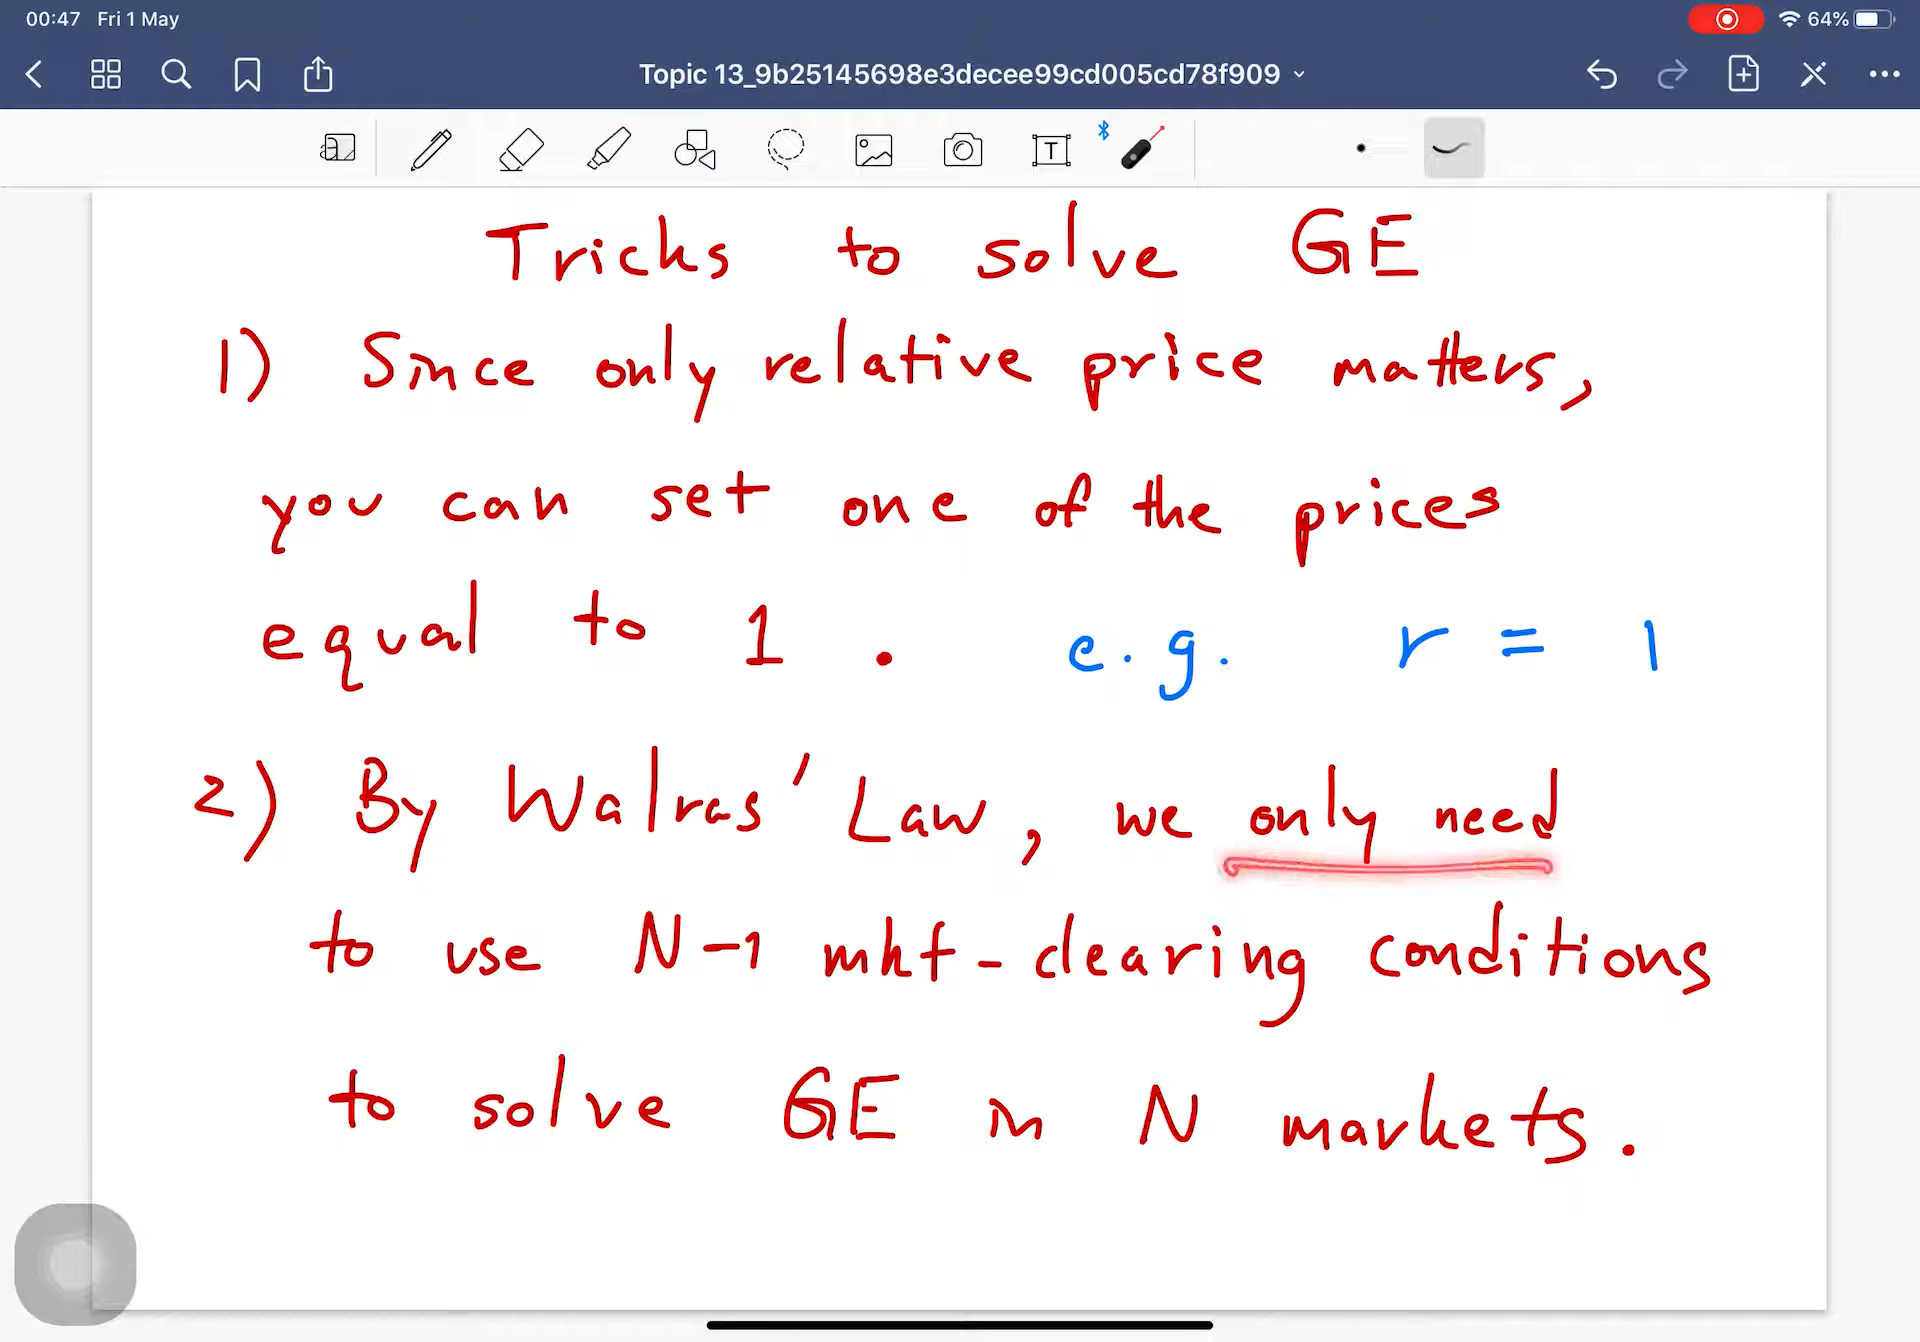 00:47 Fri 1 May
64%
Topic 13_9b25145698e3decee99cd005cd78f909
Tricks to solve GE
1) Since only relative price matters,
you can set one of the prices
equal to 1 . e.g. r = 1
2) By Walras' Law, we only need
to use N-1 mkt-clearing conditions
to solve GE in N markets.